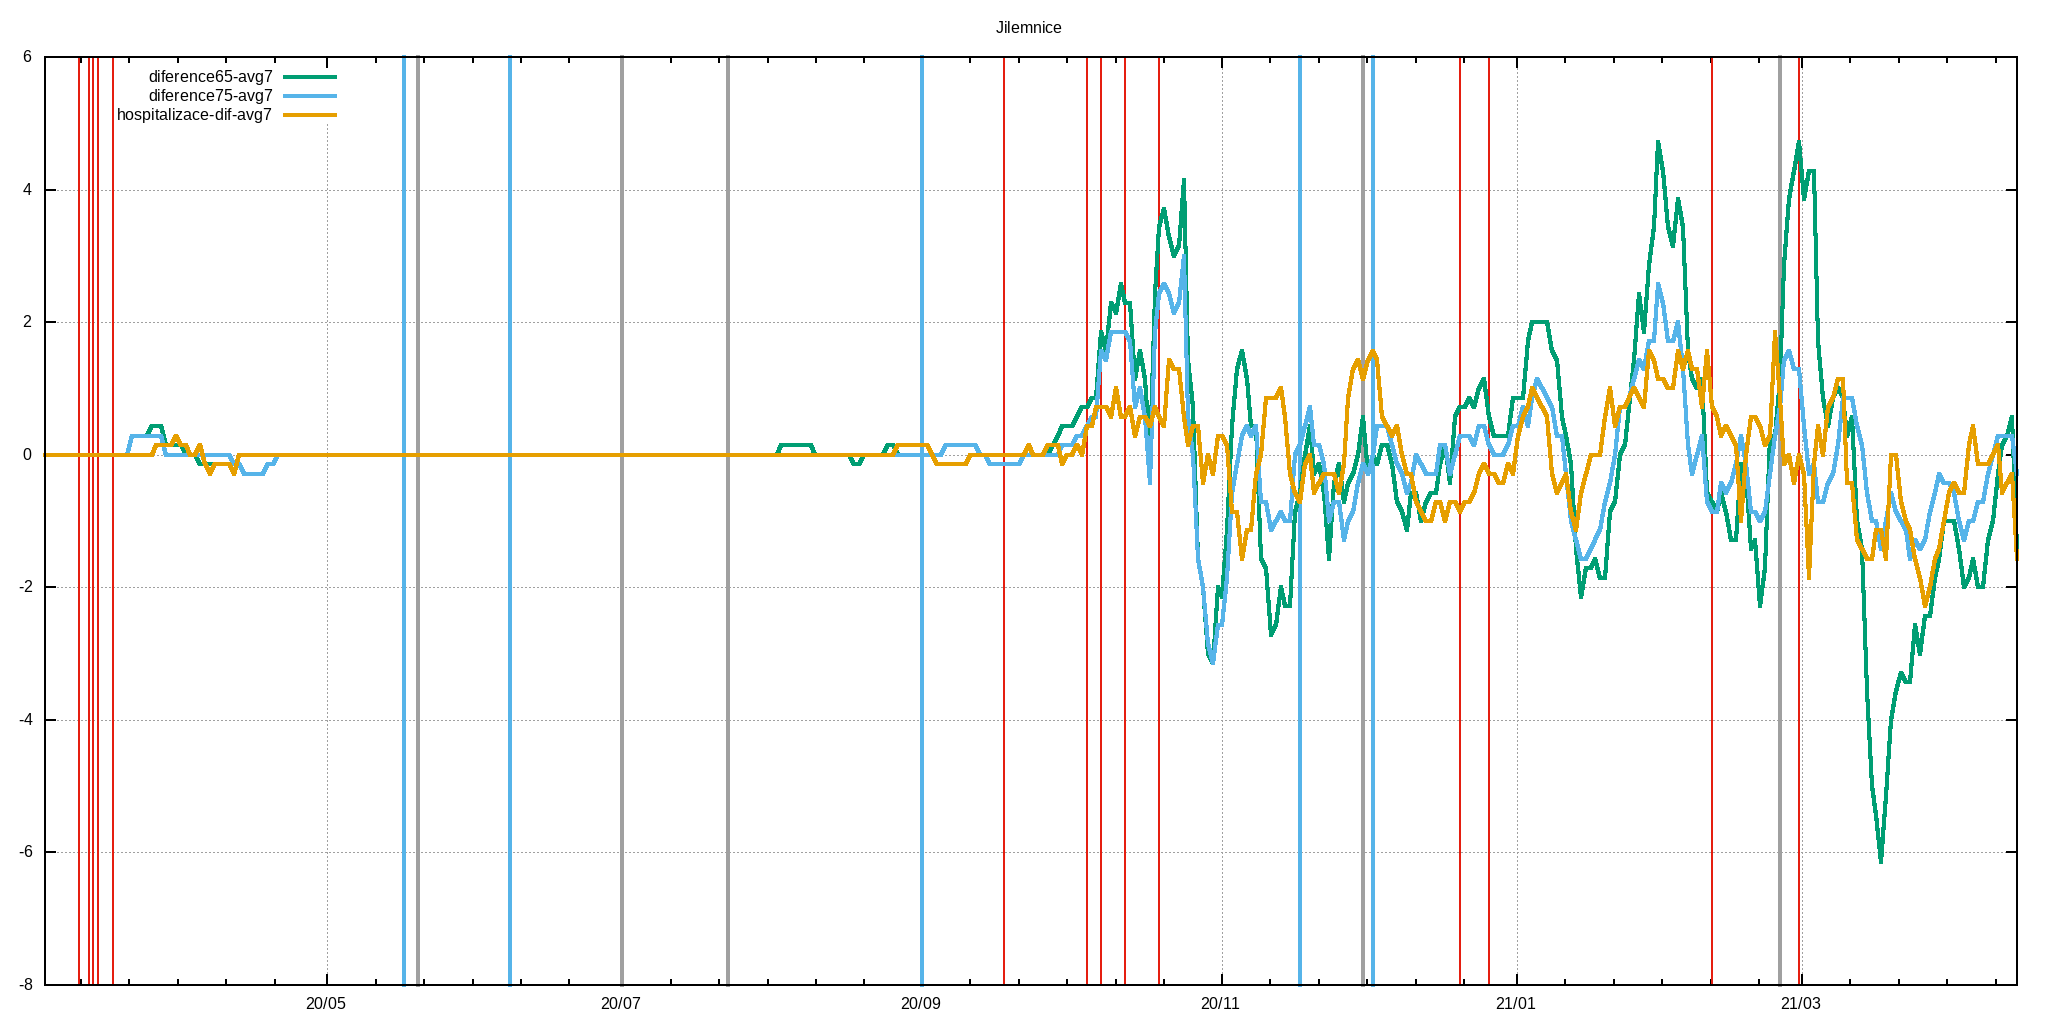 Jilemnice
6
diference65-avg7
diference75-avg7
hospitalizace-dif-avg7
4
2
0
-2
-4
-6
-8
20/05 20/07 20/09 20/11 21/01 21/03